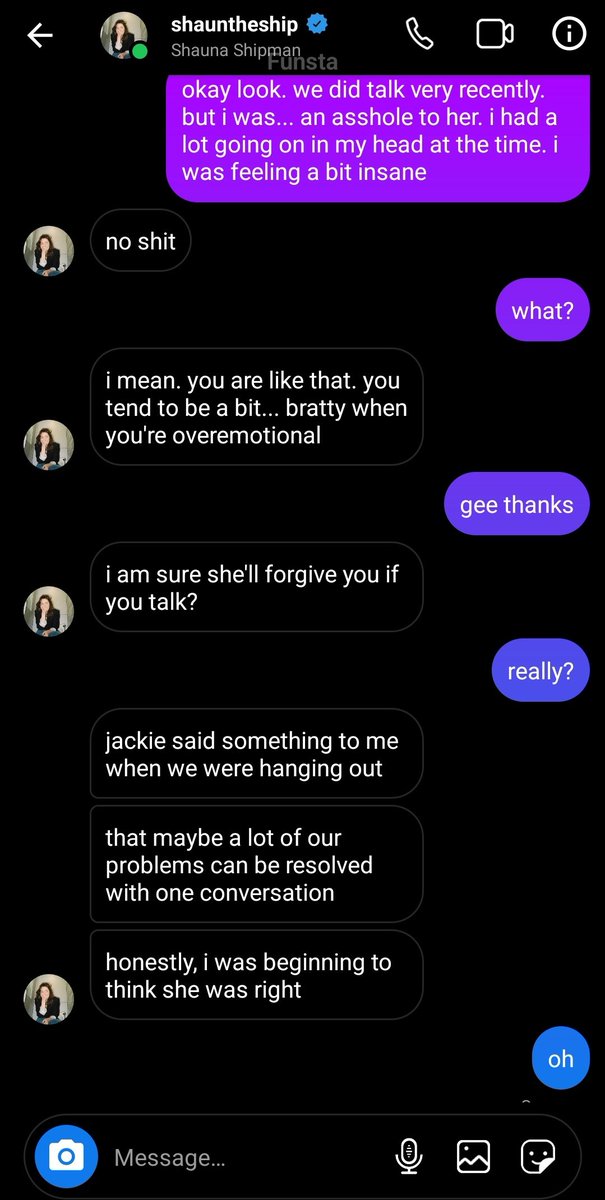 shauntheship
Shauna Shipman
Funsta
okay look. we did talk very recently.
but i was... an asshole to her. i had a
lot going on in my head at the time. i
was feeling a bit insane
no shit
what?
i mean. you are like that. you
tend to be a bit... bratty when
you're overemotional
gee thanks
i am sure she'll forgive you if
you talk?
really?
jackie said something to me
when we were hanging out
that maybe a lot of our
problems can be resolved
with one conversation
honestly, i was beginning to
think she was right
oh
Message...